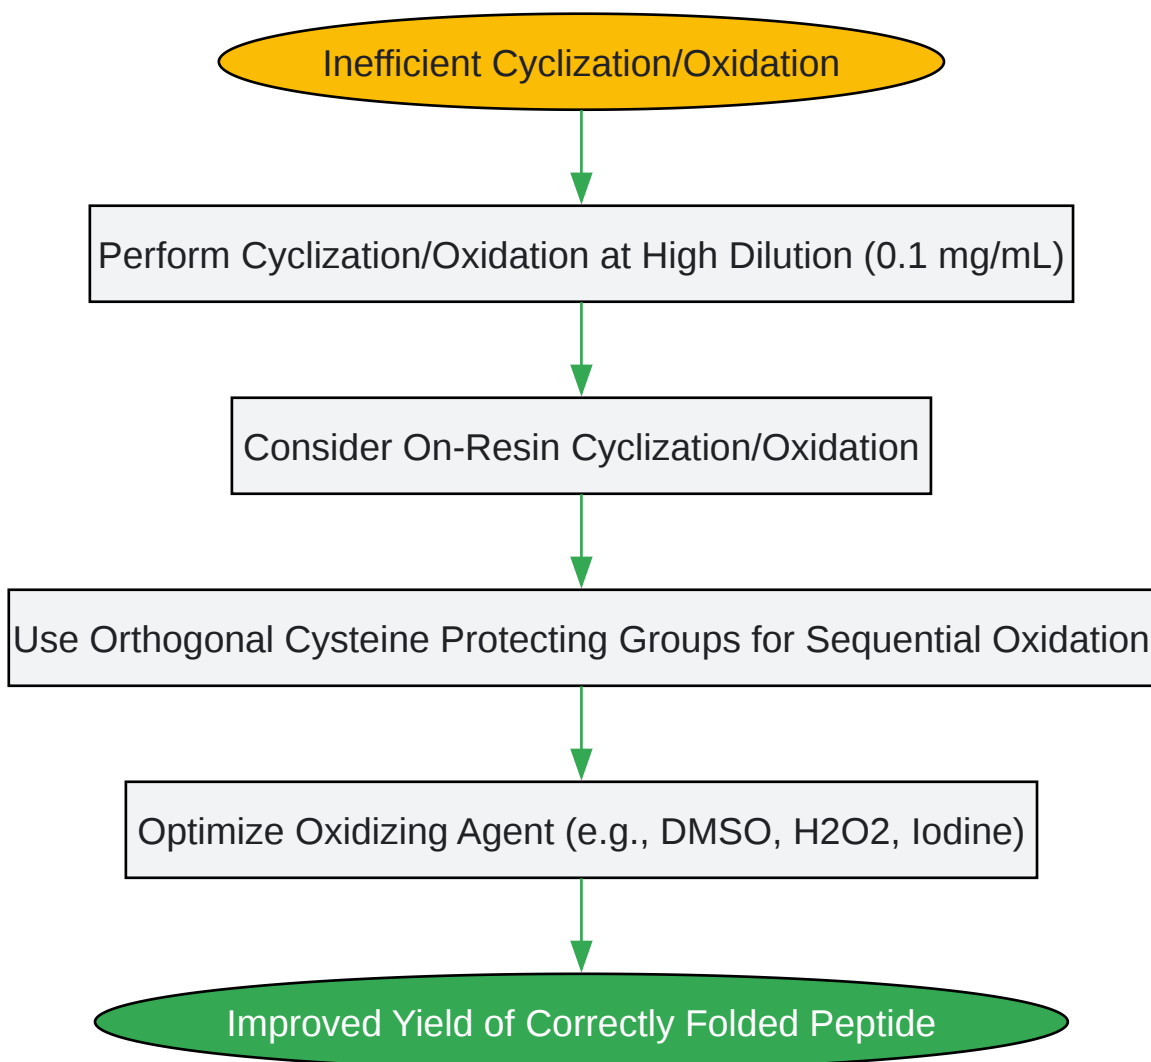 Inefficient Cyclization/Oxidation
Perform Cyclization/Oxidation at High Dilution (0.1 mg/mL)
Consider On-Resin Cyclization/Oxidation
Use Orthogonal Cysteine Protecting Groups for Sequential Oxidation
Optimize Oxidizing Agent (e.g., DMSO, H2O2, Iodine)
Improved Yield of Correctly Folded Peptide